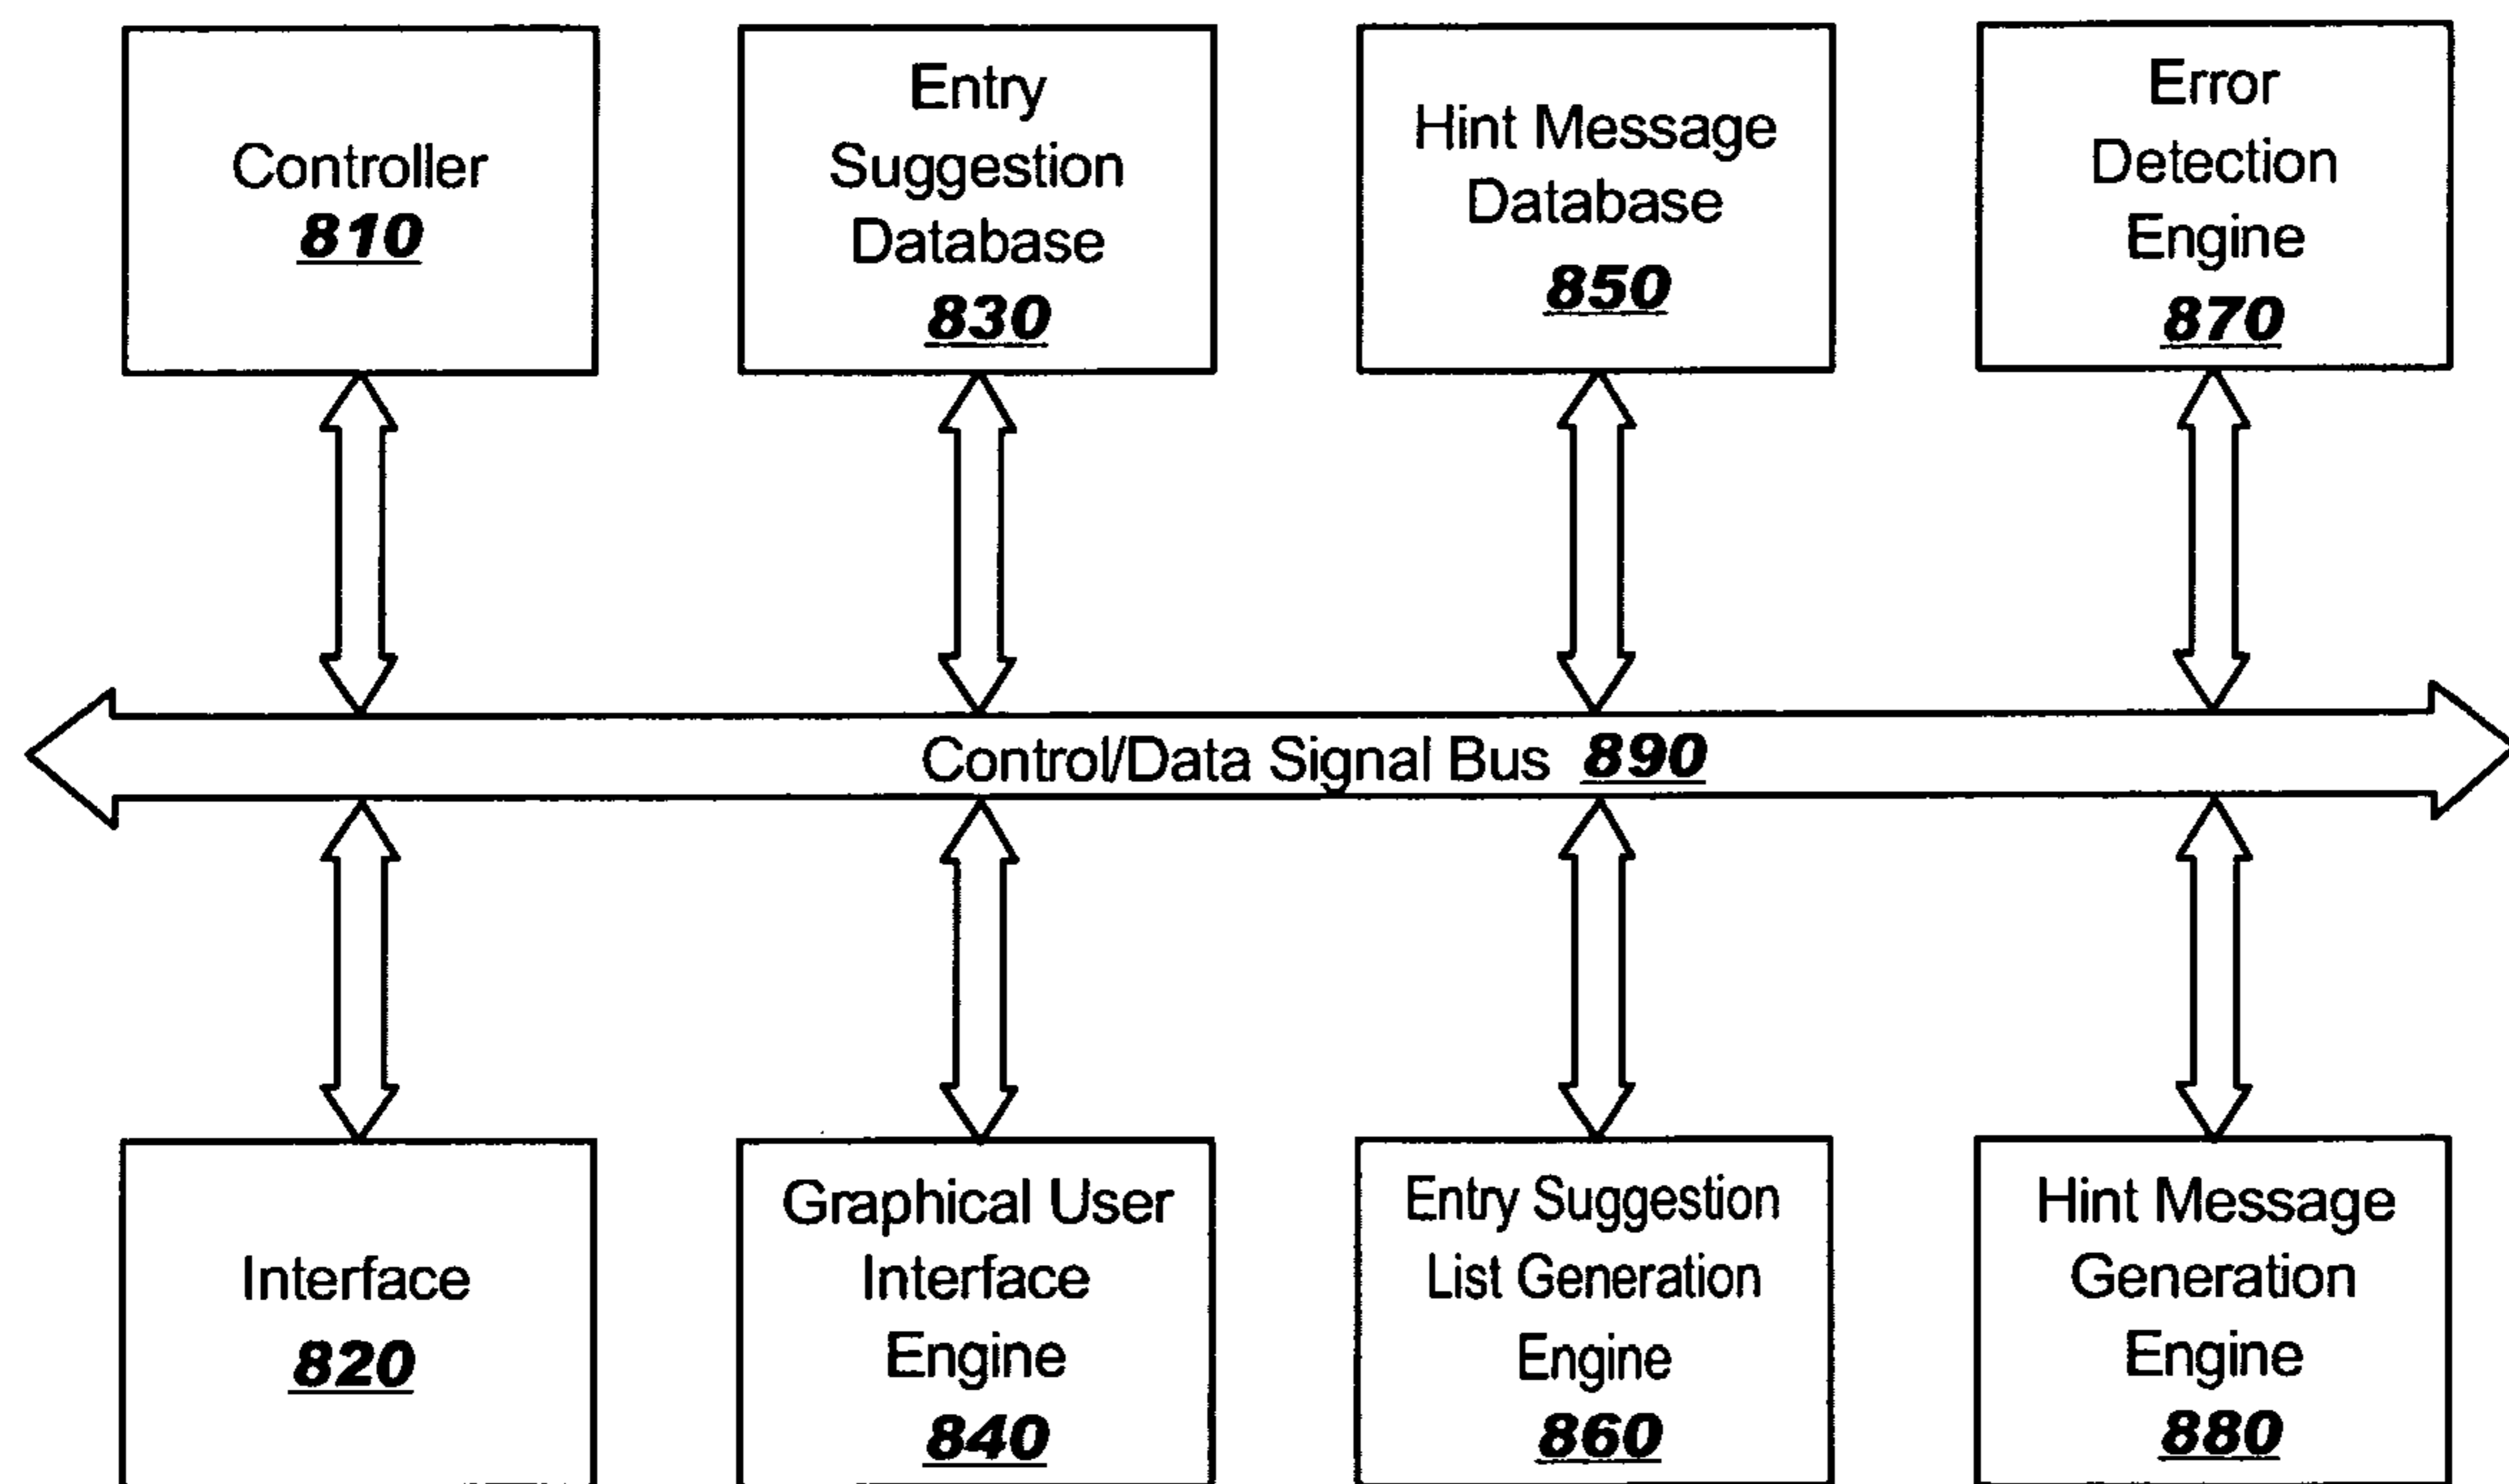 Controller
810
Entry
Suggestion
Database
830
Hint Message
Database
850
Error
Detection
Engine
870
Control/Data Signal Bus 890
Interface
820
Graphical User
Interface
Engine
840
Entry Suggestion
List Generation
Engine
860
Hint Message
Generation
Engine
880